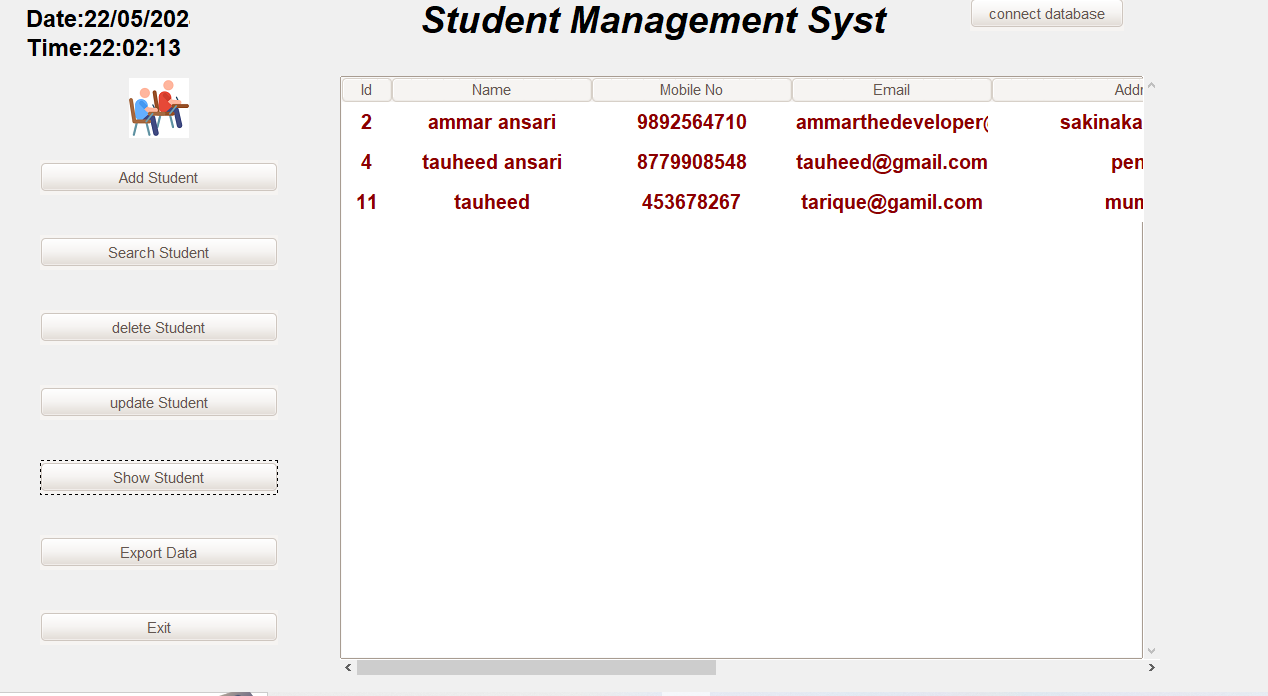 Date:22/05/202
Time:22:02:13
Student Management Syst
connect database
Add Student
Search Student
delete Student
update Student
Show Student
Export Data
Exit
Id Name Mobile No Email Addr
2 ammar ansari 9892564710 ammarthedeveloper@ sakinaka
4 tauheed ansari 8779908548 tauheed@gmail.com pen
11 tauheed 453678267 tarique@gamil.com mum